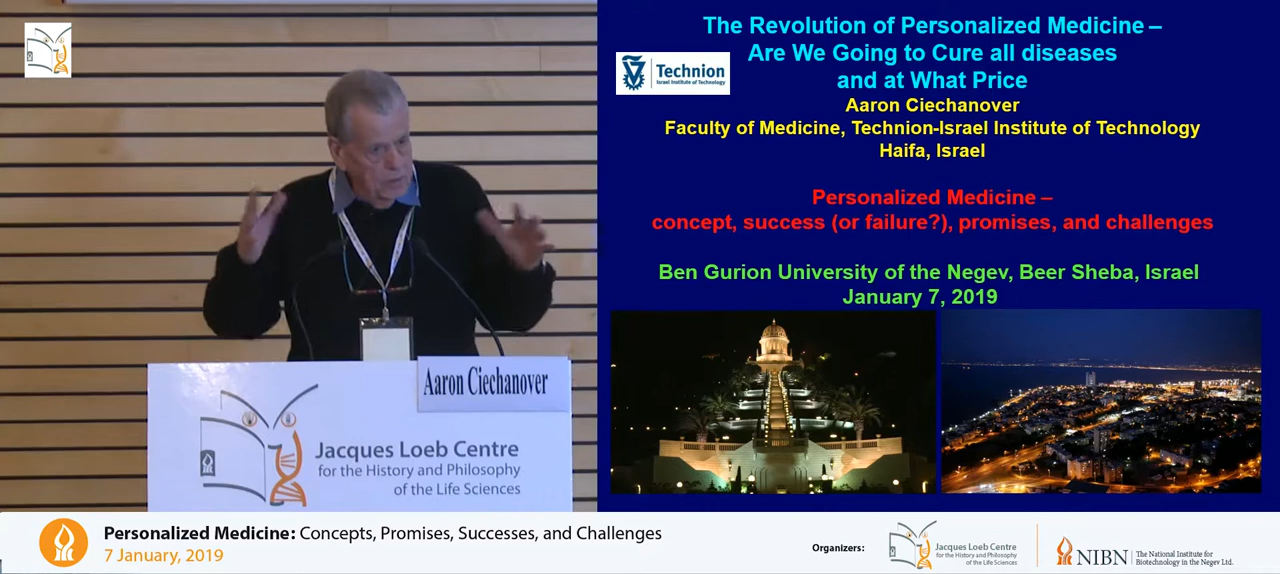 The Revolution of Personalized Medicine –
Are We Going to Cure all diseases
and at What Price
Technion
Israel Institute of Technology
Aaron Ciechanover
Faculty of Medicine, Technion-Israel Institute of Technology
Haifa, Israel
Personalized Medicine –
concept, success (or failure?), promises, and challenges
Ben Gurion University of the Negev, Beer Sheba, Israel
January 7, 2019
Aaron Ciechanover
Jacques Loeb Centre
for the History and Philosophy
of the Life Sciences
Personalized Medicine: Concepts, Promises, Successes, and Challenges
7 January, 2019
Organizers:
Jacques Loeb Centre
for the History and Philosophy
of the Life Sciences
NIBN
The National Institute for
Biotechnology in the Negev Ltd.